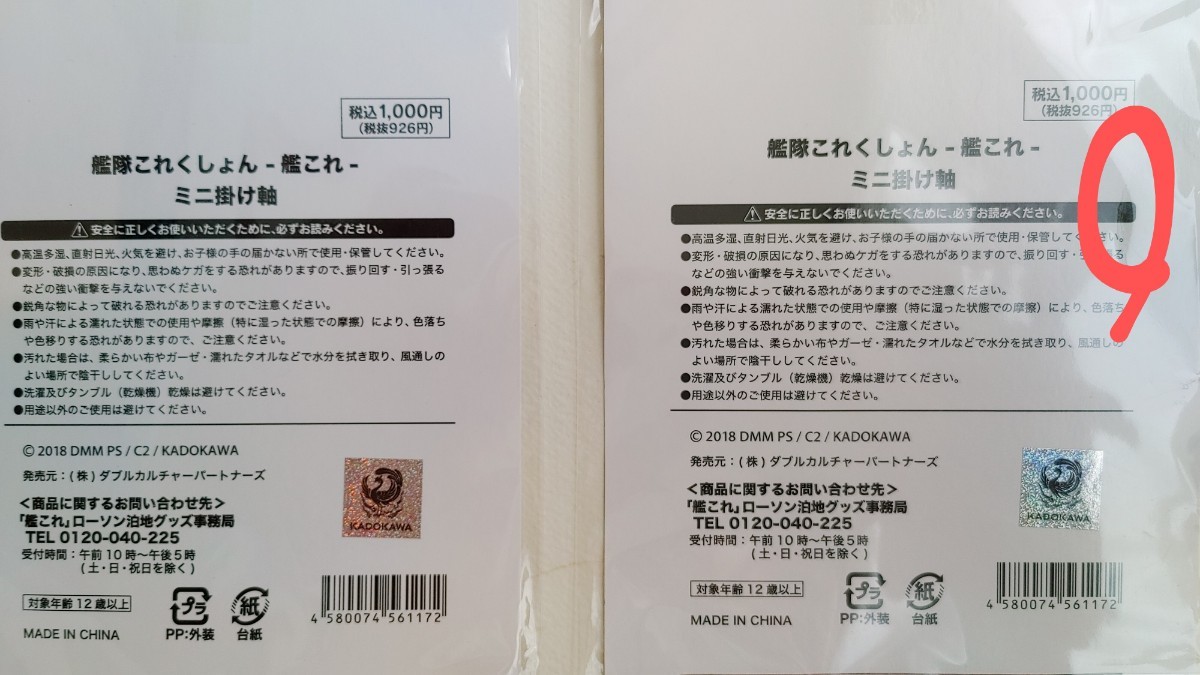 税込1,000円
(税抜926円)
艦隊これくしょん - 艦これ -
ミニ掛け軸
安全に正しくお使いいただくために、必ずお読みください。
●高温多湿、直射日光、火気を避け、お子様の手の届かない所で使用・保管してください。
●変形・破損の原因になり、思わぬケガをする恐れがありますので、振り回す・引っ張る
などの強い衝撃を与えないでください。
●鋭角な物によって破れる恐れがありますのでご注意ください。
●雨や汗による濡れた状態での使用や摩擦（特に湿った状態での摩擦）により、色落ち
や色移りする恐れがありますので、ご注意ください。
●汚れた場合は、柔らかい布やガーゼ・濡れたタオルなどで水分を拭き取り、風通しの
よい場所で陰干ししてください。
●洗濯及びタンブル（乾燥機）乾燥は避けてください。
●用途以外のご使用は避けてください。
© 2018 DMM PS / C2 / KADOKAWA
発売元：(株) ダブルカルチャーパートナーズ
KADOKAWA
＜商品に関するお問い合わせ先＞
「艦これ」ローソン泊地グッズ事務局
TEL 0120-040-225
受付時間：午前10時～午後5時
(土・日・祝日を除く)
対象年齢12歳以上
MADE IN CHINA
プラ
PP:外装
紙
台紙
4 580074 561172
税込1,000円
(税抜926円)
艦隊これくしょん - 艦これ -
ミニ掛け軸
安全に正しくお使いいただくために、必ずお読みください。
●高温多湿、直射日光、火気を避け、お子様の手の届かない所で使用・保管してください。
●変形・破損の原因になり、思わぬケガをする恐れがありますので、振り回す・引っ張る
などの強い衝撃を与えないでください。
●鋭角な物によって破れる恐れがありますのでご注意ください。
●雨や汗による濡れた状態での使用や摩擦（特に湿った状態での摩擦）により、色落ち
や色移りする恐れがありますので、ご注意ください。
●汚れた場合は、柔らかい布やガーゼ・濡れたタオルなどで水分を拭き取り、風通しの
よい場所で陰干ししてください。
●洗濯及びタンブル（乾燥機）乾燥は避けてください。
●用途以外のご使用は避けてください。
© 2018 DMM PS / C2 / KADOKAWA
発売元：(株) ダブルカルチャーパートナーズ
KADOKAWA
＜商品に関するお問い合わせ先＞
「艦これ」ローソン泊地グッズ事務局
TEL 0120-040-225
受付時間：午前10時～午後5時
(土・日・祝日を除く)
対象年齢12歳以上
MADE IN CHINA
プラ
PP:外装
紙
台紙
4 580074 561172